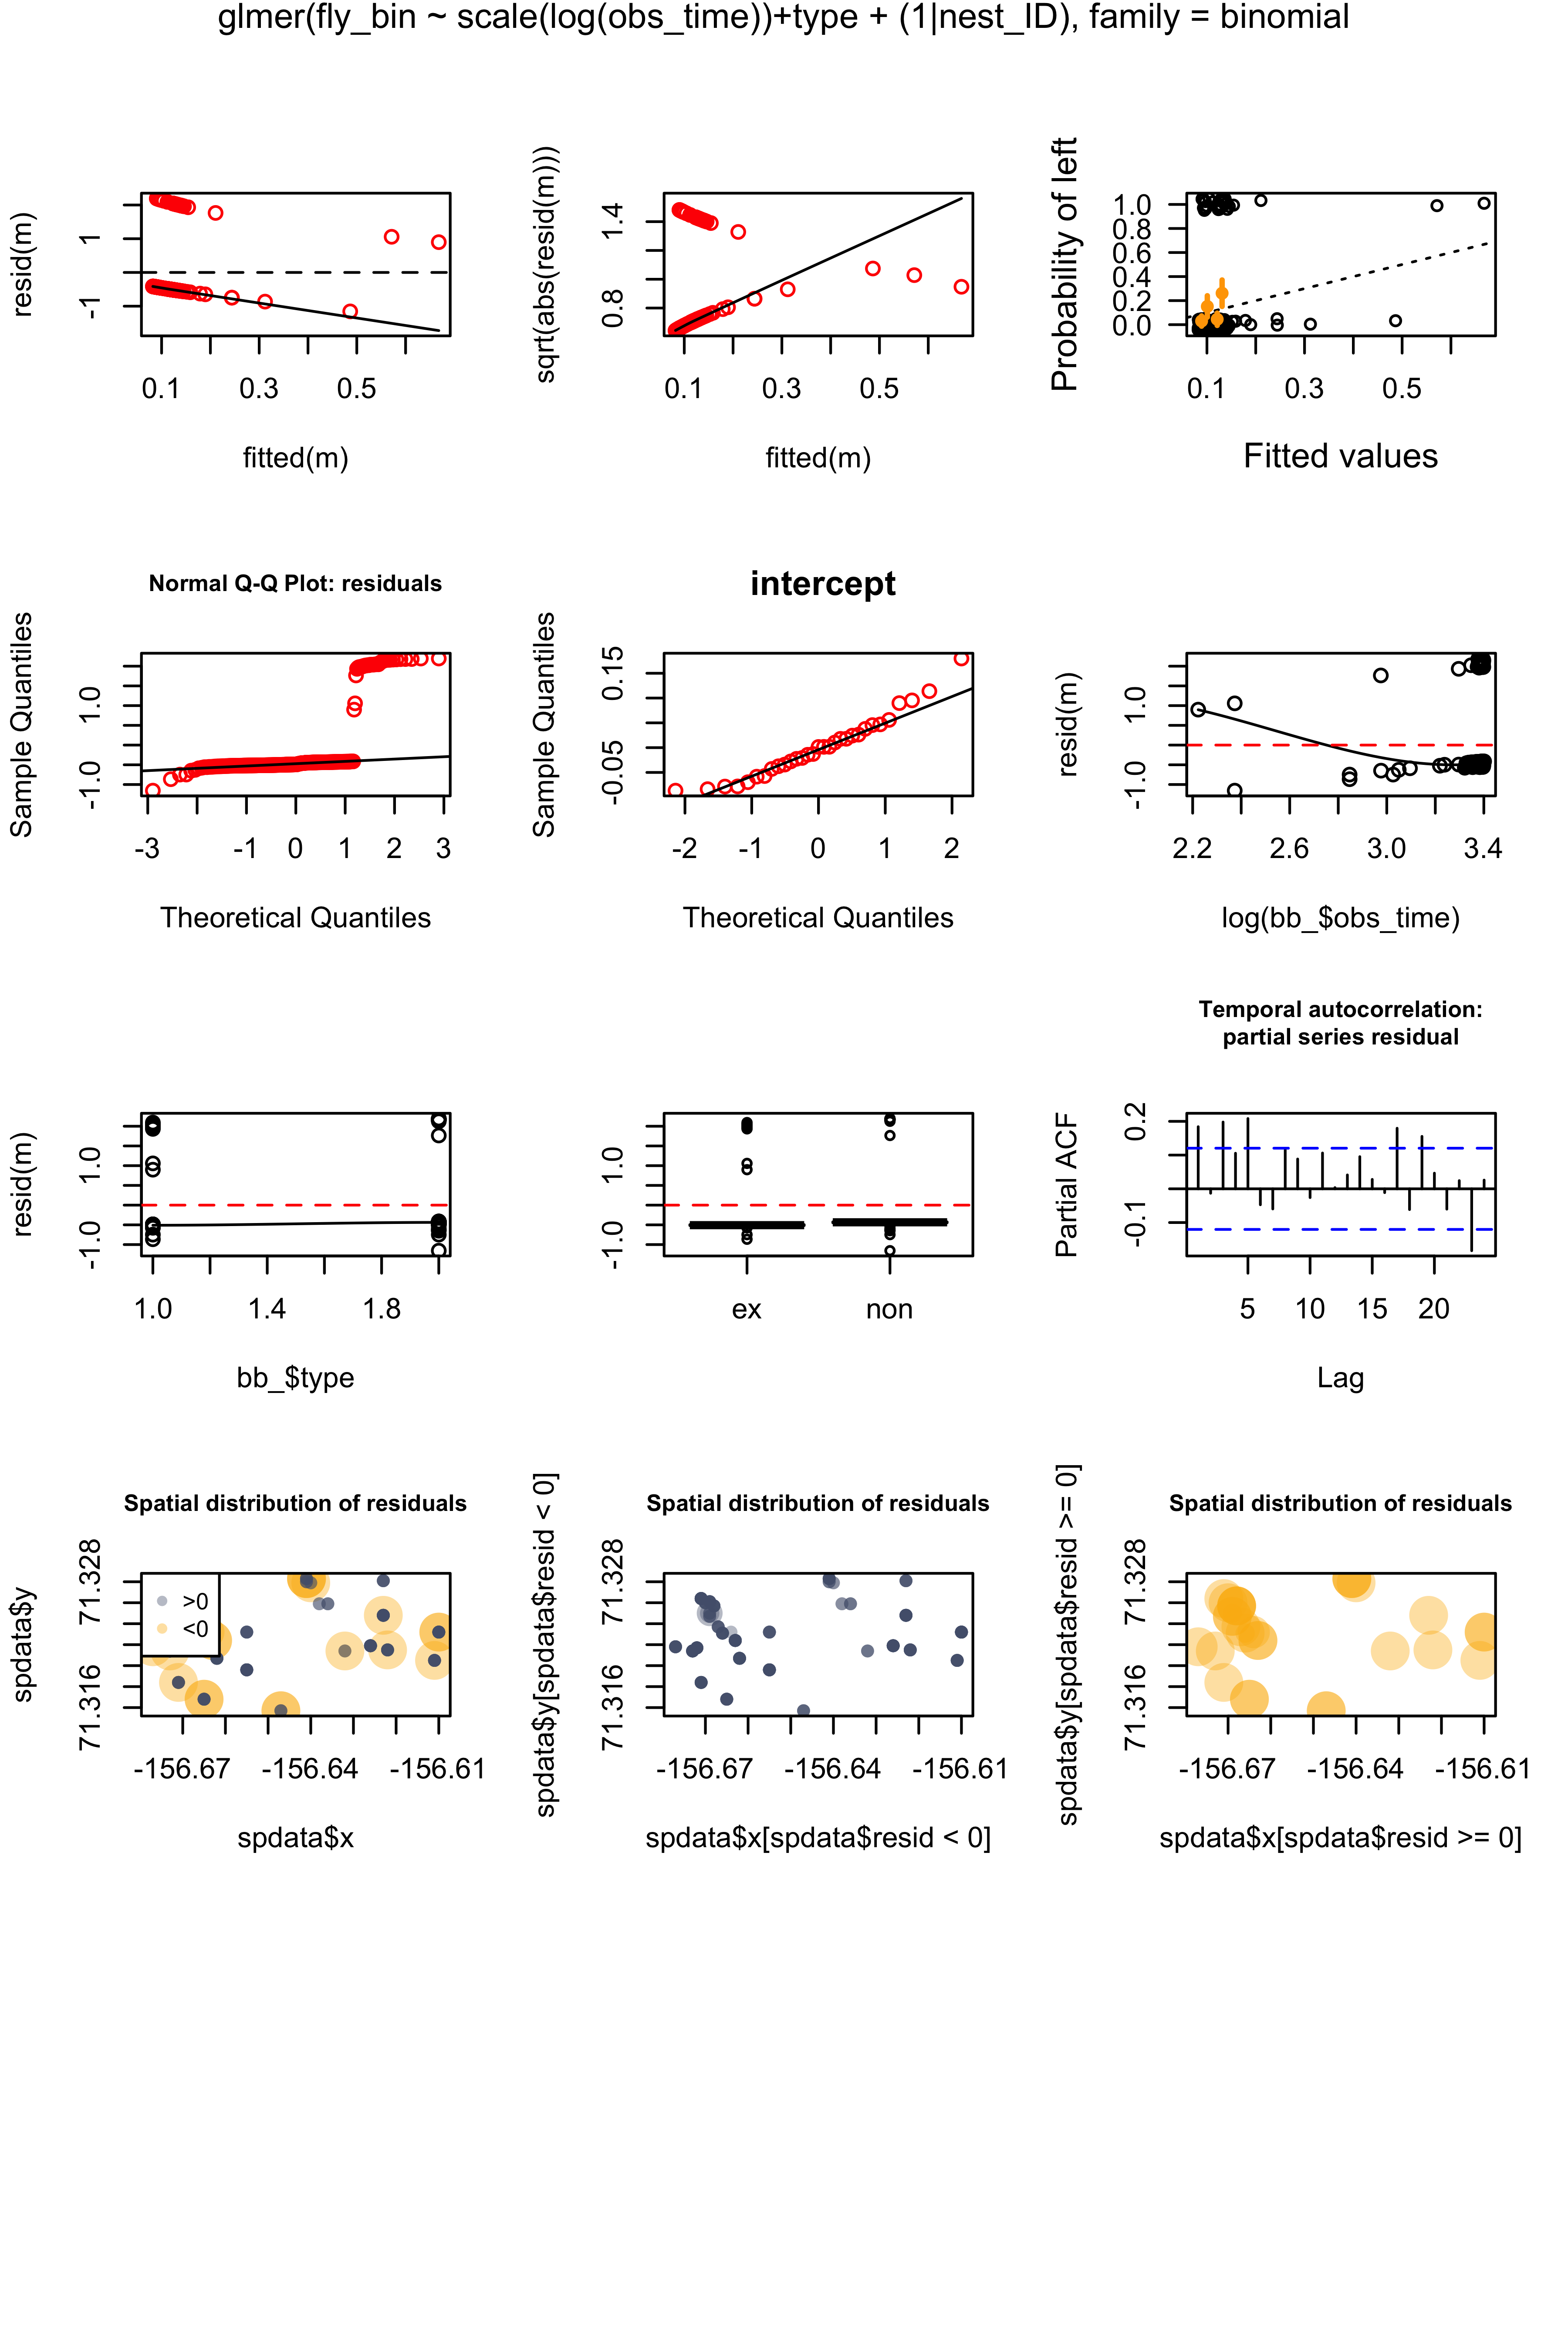 glmer(fly_bin ~ scale(log(obs_time))+type + (1|nest_ID), family = binomial
resid(m)
1
-1
0.1 0.3 0.5
fitted(m)
sqrt(abs(resid(m)))
1.4
0.8
0.1 0.3 0.5
fitted(m)
Probability of left
1.0
0.8
0.6
0.4
0.2
0.0
0.1 0.3 0.5
Fitted values
Normal Q-Q Plot: residuals
Sample Quantiles
1.0
-1.0
-3 -1 0 1 2 3
Theoretical Quantiles
intercept
Sample Quantiles
0.15
-0.05
-2 -1 0 1 2
Theoretical Quantiles
resid(m)
1.0
-1.0
2.2 2.6 3.0 3.4
log(bb_$obs_time)
resid(m)
1.0
-1.0
1.0 1.4 1.8
bb_$type
1.0
-1.0
ex non
Temporal autocorrelation:
partial series residual
Partial ACF
0.2
-0.1
5 10 15 20
Lag
Spatial distribution of residuals
spdata$y
71.328
71.316
>0
<0
-156.67 -156.64 -156.61
spdata$x
Spatial distribution of residuals
spdata$y[spdata$resid < 0]
71.328
71.316
-156.67 -156.64 -156.61
spdata$x[spdata$resid < 0]
Spatial distribution of residuals
spdata$y[spdata$resid >= 0]
71.328
71.316
-156.67 -156.64 -156.61
spdata$x[spdata$resid >= 0]